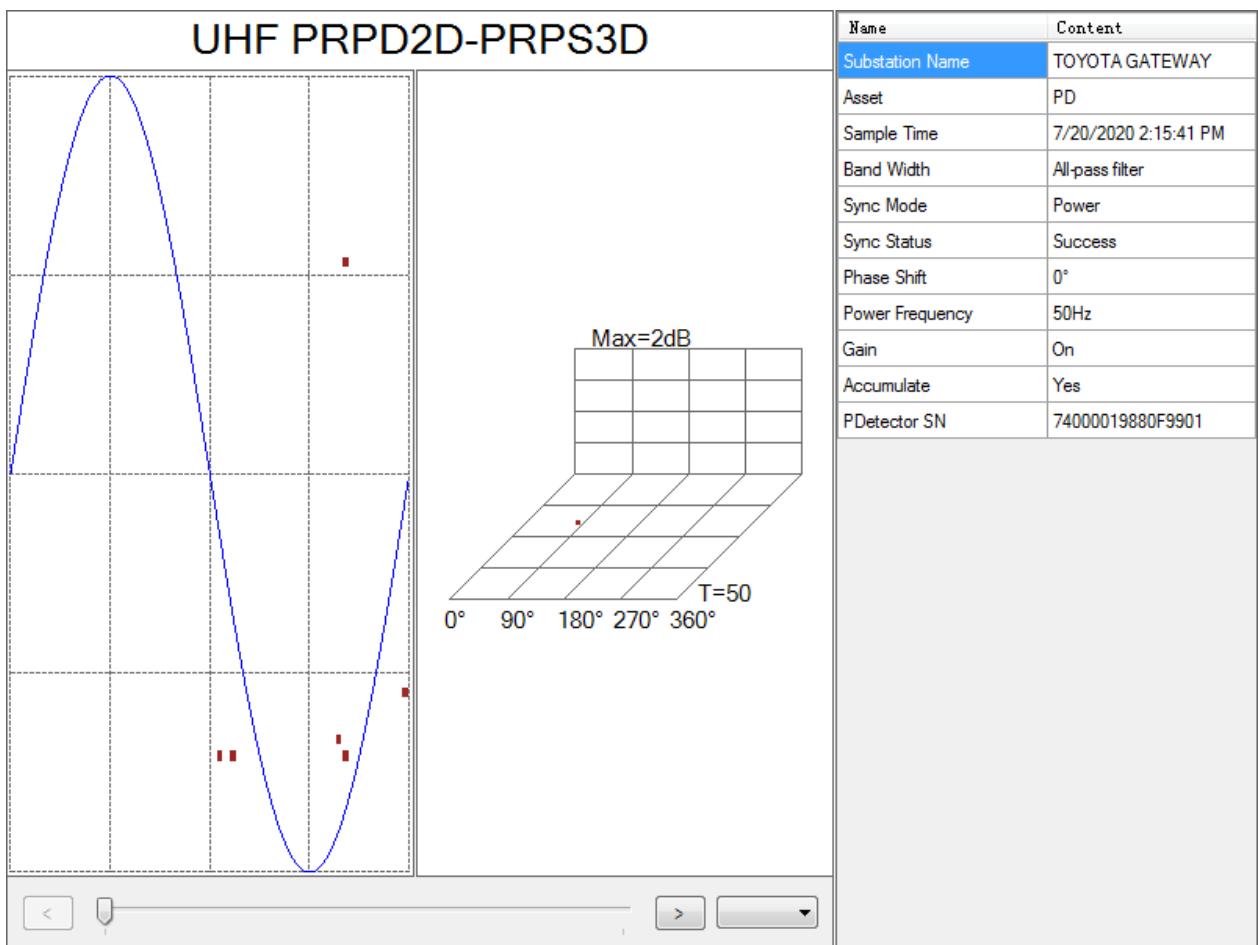 UHF PRPD2D-PRPS3D
Max=2dB
T=50
0° 90° 180° 270° 360°
< >
Name Content
Substation Name TOYOTA GATEWAY
Asset PD
Sample Time 7/20/2020 2:15:41 PM
Band Width All-pass filter
Sync Mode Power
Sync Status Success
Phase Shift 0°
Power Frequency 50Hz
Gain On
Accumulate Yes
PDetector SN 74000019880F9901